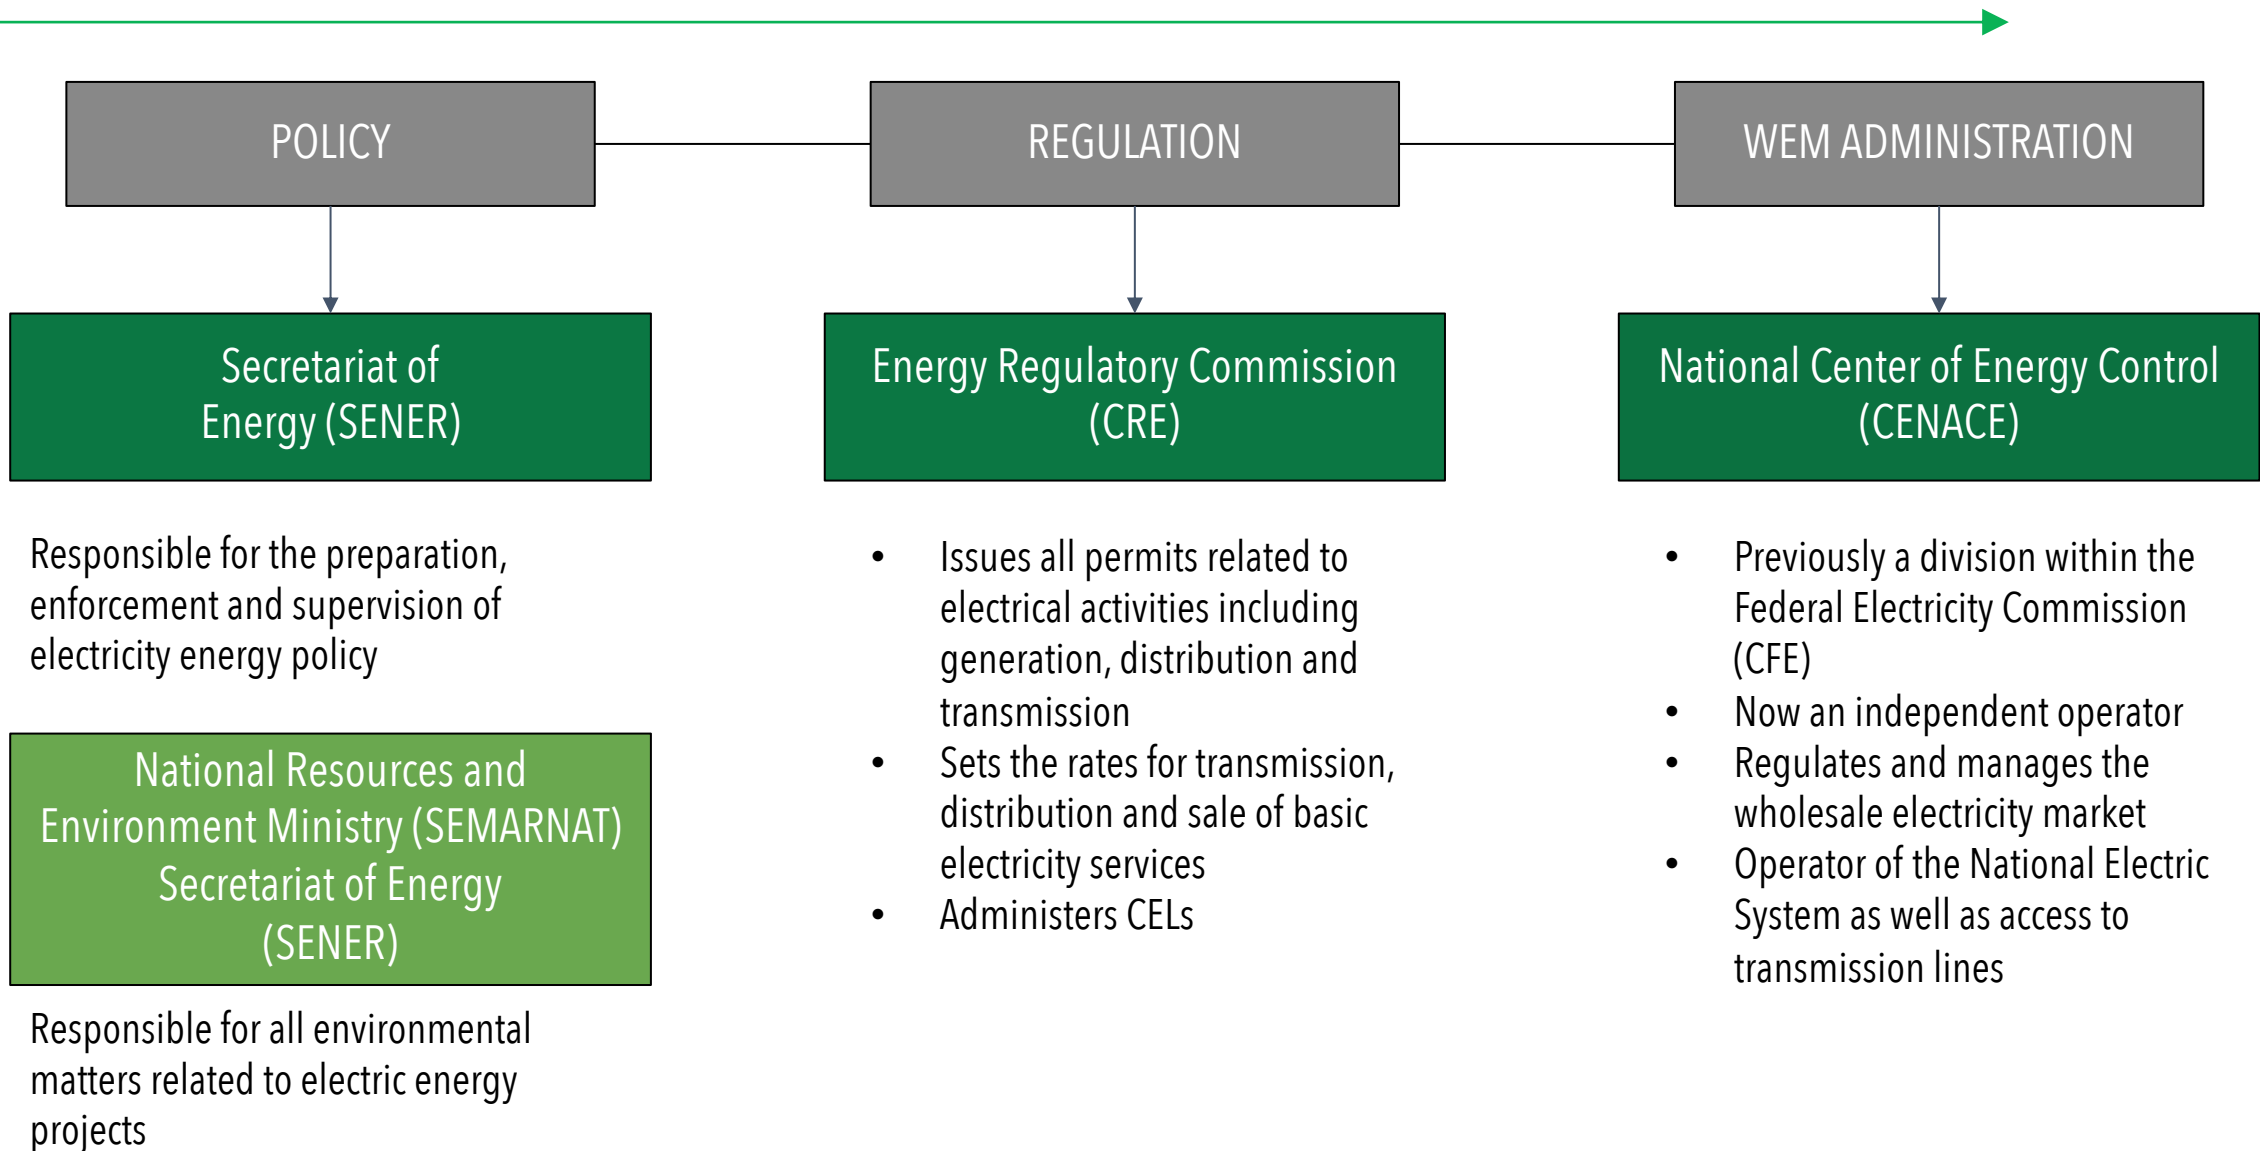 POLICY
REGULATION
WEM ADMINISTRATION
Secretariat of
Energy (SENER)
Energy Regulatory Commission
(CRE)
National Center of Energy Control
(CENACE)
Responsible for the preparation,
enforcement and supervision of
electricity energy policy
National Resources and
Environment Ministry (SEMARNAT)
Secretariat of Energy
(SENER)
Responsible for all environmental
matters related to electric energy
projects
• Issues all permits related to
electrical activities including
generation, distribution and
transmission
• Sets the rates for transmission,
distribution and sale of basic
electricity services
• Administers CELs
• Previously a division within the
Federal Electricity Commission
(CFE)
• Now an independent operator
• Regulates and manages the
wholesale electricity market
• Operator of the National Electric
System as well as access to
transmission lines